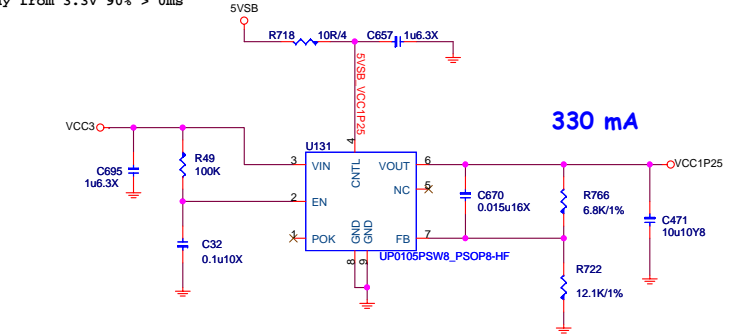 ay from 3.3V 90% > 0ms
5VSB
R718 10R/4 C657 1u6.3X
5VSB_VCC1P25
330 mA
VCC3
U131
4
R49
100K
3 VIN CNTL VOUT 6
VCC1P25
C695
1u6.3X
NC 5
C670
0.015u16X
R766
6.8K/1%
2 EN
C471
10u10Y8
C32
0.1u10X
1 POK GND GND FB 7
8 9
UP0105PSW8_PSOP8-HF
R722
12.1K/1%